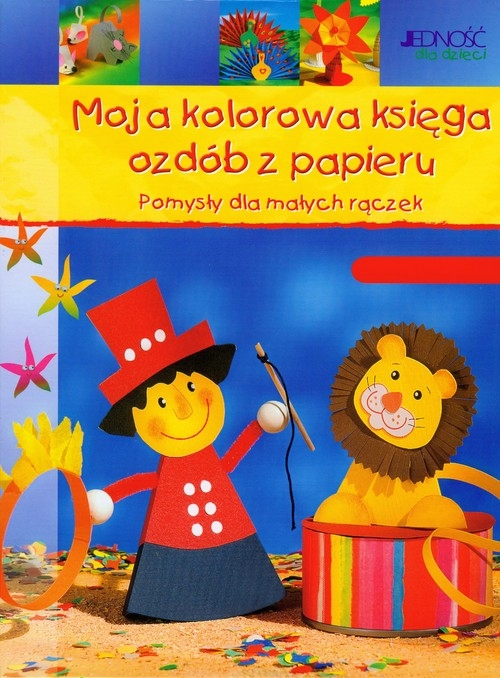 JEDNOŚĆ
dla dzieci
Moja kolorowa księga
ozdób z papieru
Pomysły dla małych rączek